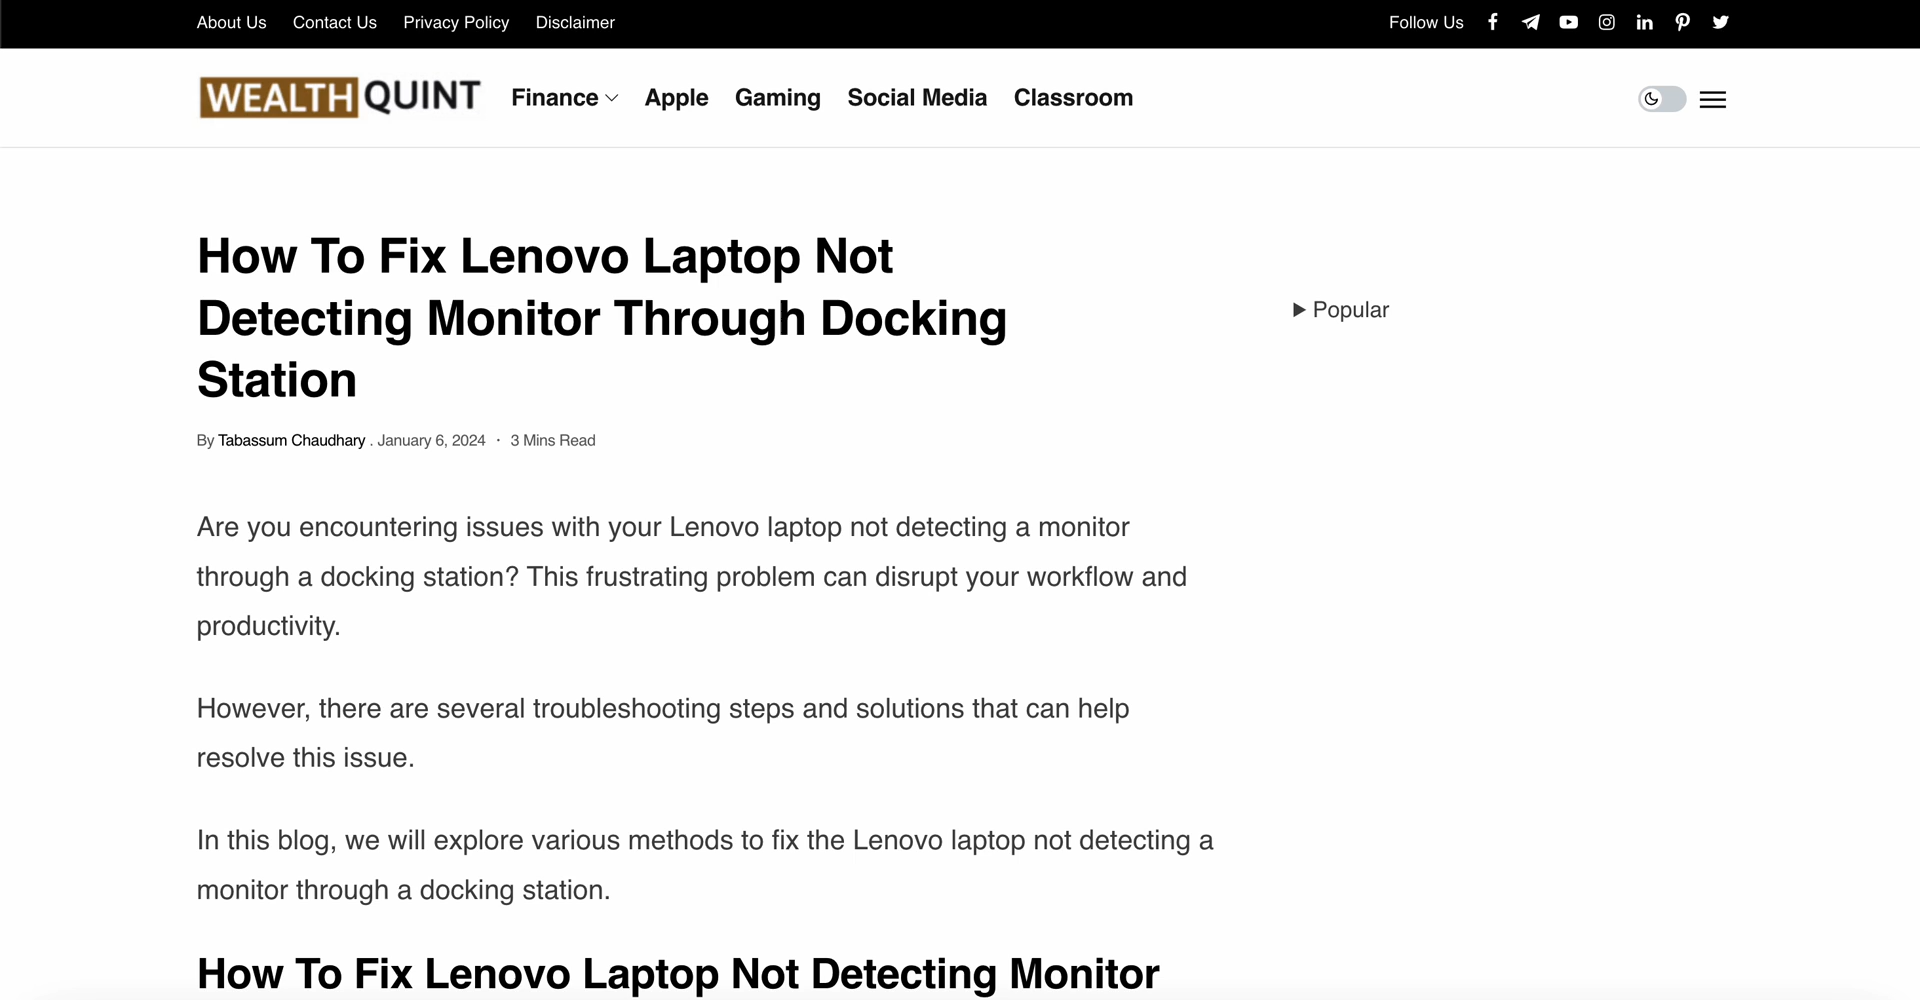 About Us Contact Us Privacy Policy Disclaimer Follow Us
WEALTH QUINT Finance Apple Gaming Social Media Classroom
How To Fix Lenovo Laptop Not
Detecting Monitor Through Docking
Station
Popular
By Tabassum Chaudhary . January 6, 2024 · 3 Mins Read
Are you encountering issues with your Lenovo laptop not detecting a monitor
through a docking station? This frustrating problem can disrupt your workflow and
productivity.
However, there are several troubleshooting steps and solutions that can help
resolve this issue.
In this blog, we will explore various methods to fix the Lenovo laptop not detecting a
monitor through a docking station.
How To Fix Lenovo Laptop Not Detecting Monitor